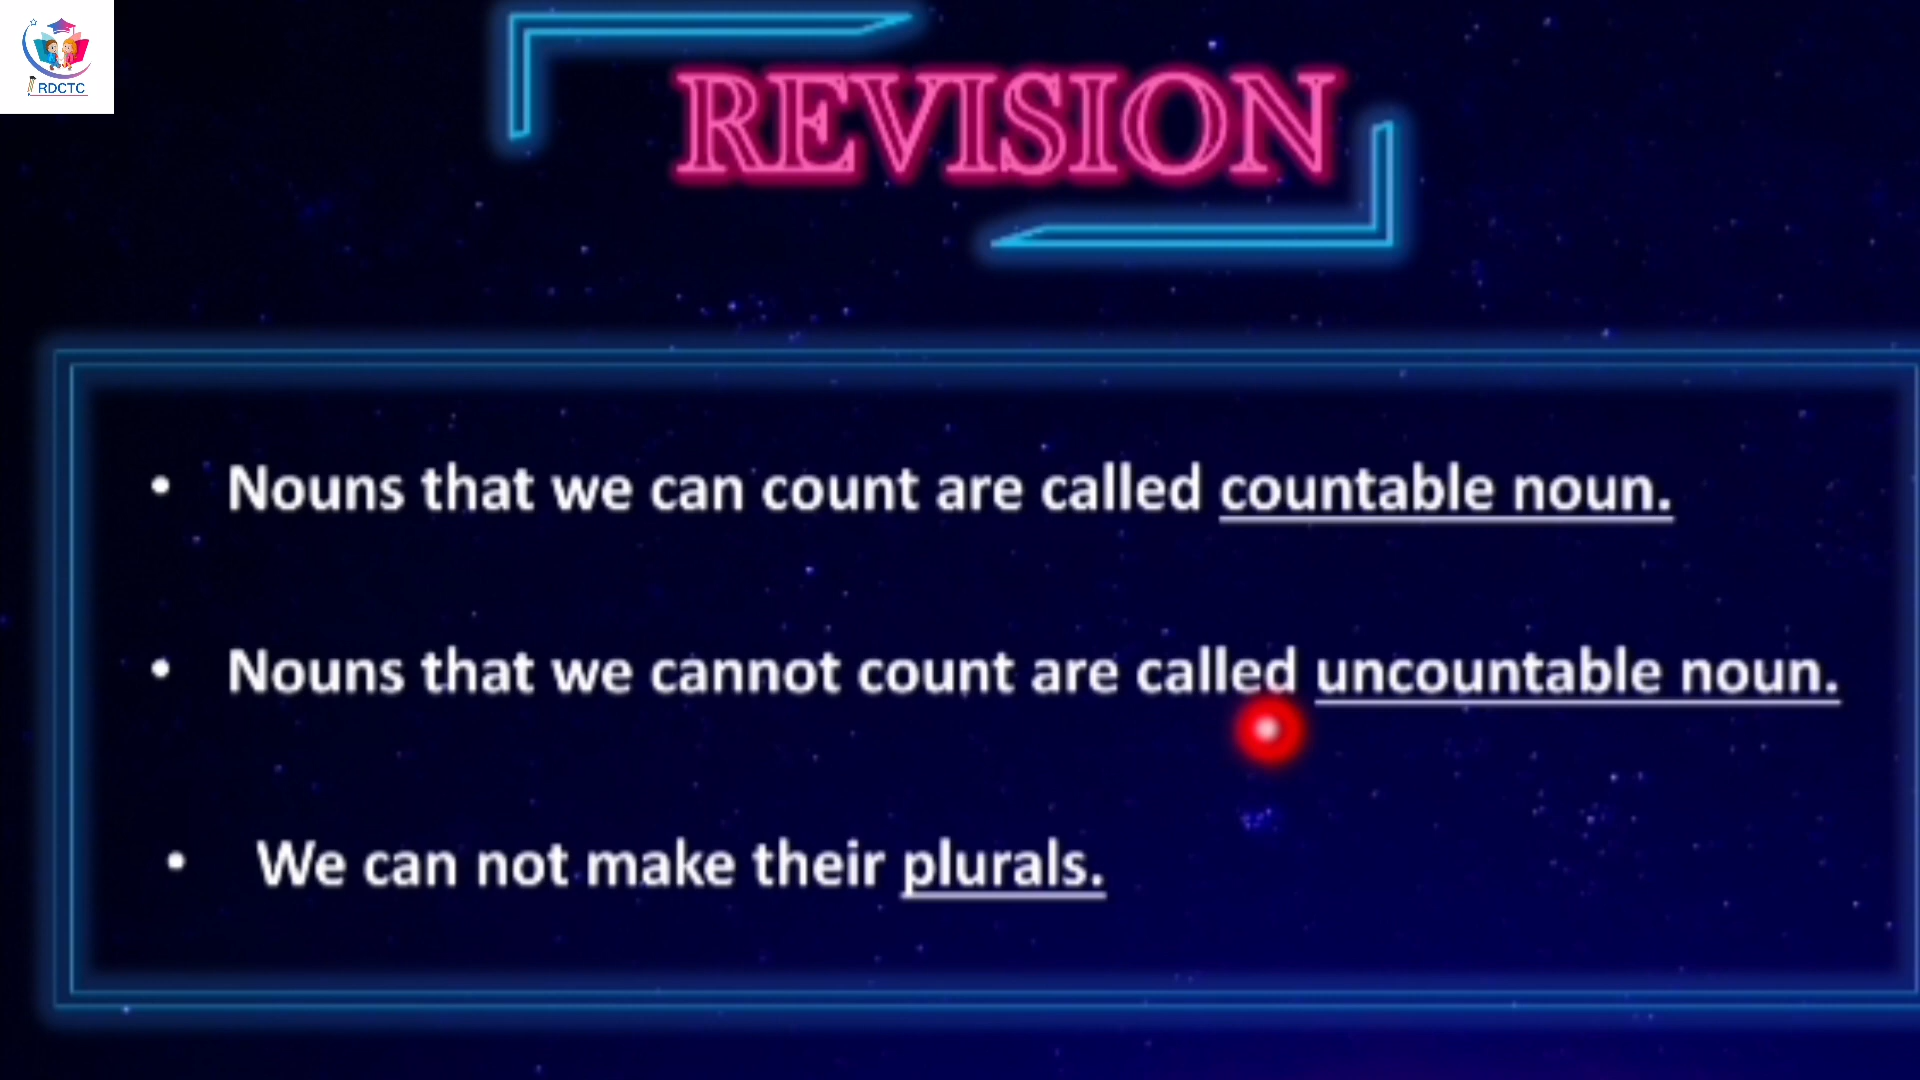 RDCTC
REVISION
• Nouns that we can count are called countable noun.
• Nouns that we cannot count are called uncountable noun.
• We can not make their plurals.